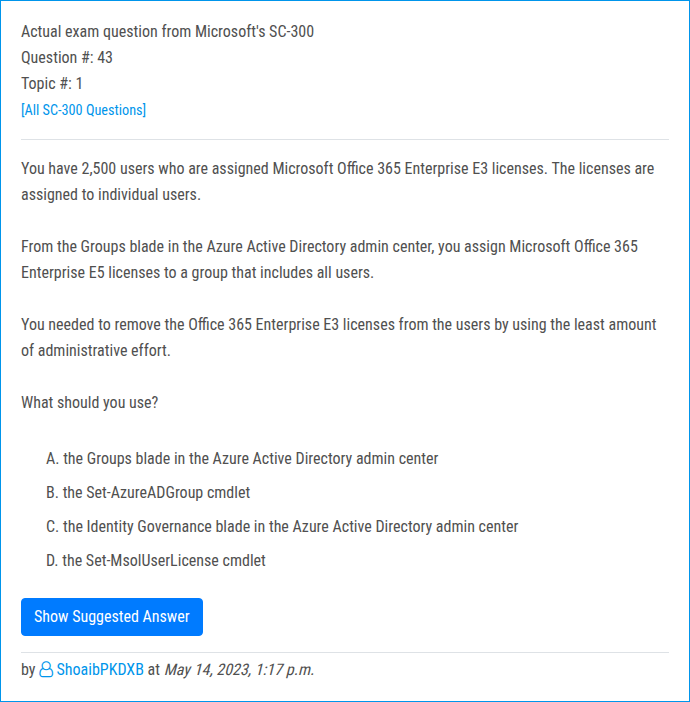 Actual exam question from Microsoft's SC-300
Question #: 43
Topic #: 1
[All SC-300 Questions]
You have 2,500 users who are assigned Microsoft Office 365 Enterprise E3 licenses. The licenses are
assigned to individual users.
From the Groups blade in the Azure Active Directory admin center, you assign Microsoft Office 365
Enterprise E5 licenses to a group that includes all users.
You needed to remove the Office 365 Enterprise E3 licenses from the users by using the least amount
of administrative effort.
What should you use?
A. the Groups blade in the Azure Active Directory admin center
B. the Set-AzureADGroup cmdlet
C. the Identity Governance blade in the Azure Active Directory admin center
D. the Set-MsolUserLicense cmdlet
Show Suggested Answer
by ShoaibPKDXB at May 14, 2023, 1:17 p.m.